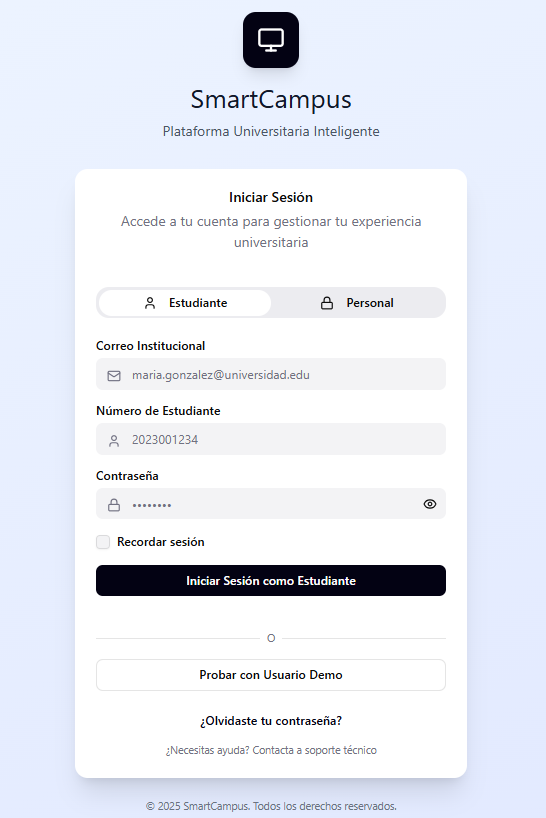 SmartCampus
Plataforma Universitaria Inteligente
Iniciar Sesión
Accede a tu cuenta para gestionar tu experiencia
universitaria
Estudiante
Personal
Correo Institucional
maria.gonzalez@universidad.edu
Número de Estudiante
2023001234
Contraseña
••••••••
Recordar sesión
Iniciar Sesión como Estudiante
O
Probar con Usuario Demo
¿Olvidaste tu contraseña?
¿Necesitas ayuda? Contacta a soporte técnico
© 2025 SmartCampus. Todos los derechos reservados.